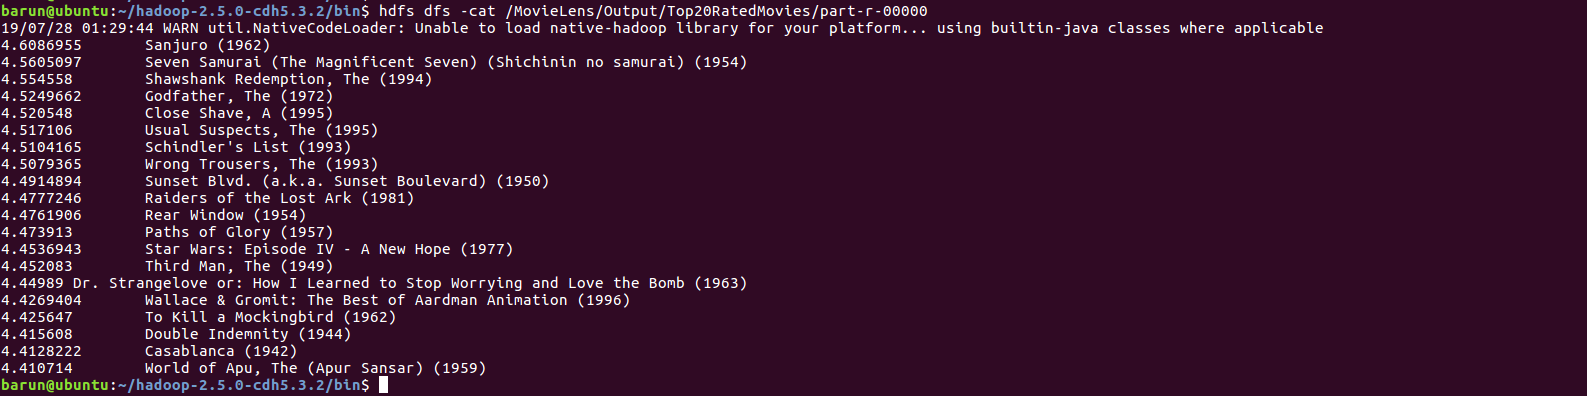 barun@ubuntu:~/hadoop-2.5.0-cdh5.3.2/bin$ hdfs dfs -cat /MovieLens/Output/Top20RatedMovies/part-r-00000
19/07/28 01:29:44 WARN util.NativeCodeLoader: Unable to load native-hadoop library for your platform... using builtin-java classes where applicable
4.6086955 Sanjuro (1962)
4.5605097 Seven Samurai (The Magnificent Seven) (Shichinin no samurai) (1954)
4.554558 Shawshank Redemption, The (1994)
4.5249662 Godfather, The (1972)
4.520548 Close Shave, A (1995)
4.517106 Usual Suspects, The (1995)
4.5104165 Schindler's List (1993)
4.5079365 Wrong Trousers, The (1993)
4.4914894 Sunset Blvd. (a.k.a. Sunset Boulevard) (1950)
4.4777246 Raiders of the Lost Ark (1981)
4.4761906 Rear Window (1954)
4.473913 Paths of Glory (1957)
4.4536943 Star Wars: Episode IV - A New Hope (1977)
4.452083 Third Man, The (1949)
4.44989 Dr. Strangelove or: How I Learned to Stop Worrying and Love the Bomb (1963)
4.4269404 Wallace & Gromit: The Best of Aardman Animation (1996)
4.425647 To Kill a Mockingbird (1962)
4.415608 Double Indemnity (1944)
4.4128222 Casablanca (1942)
4.410714 World of Apu, The (Apur Sansar) (1959)
barun@ubuntu:~/hadoop-2.5.0-cdh5.3.2/bin$